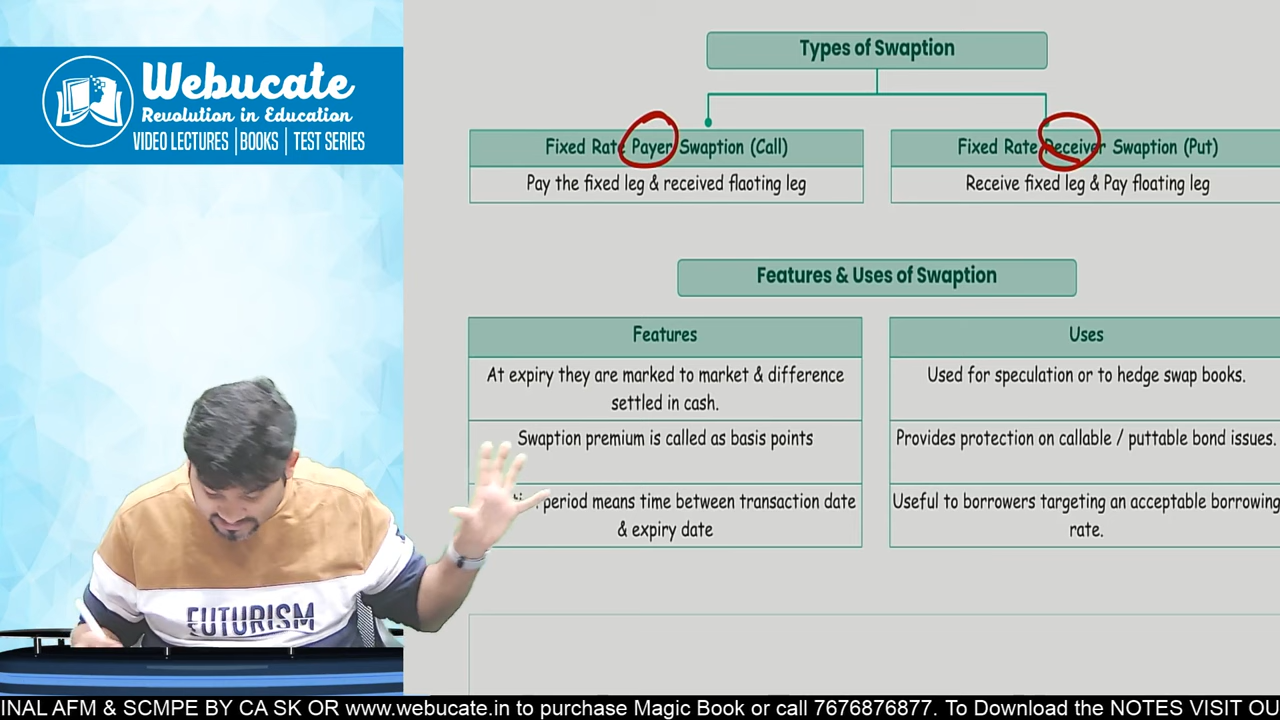 Webucate
Revolution in Education
VIDEO LECTURES | BOOKS | TEST SERIES
Types of Swaption
Fixed Rate Payer Swaption (Call)
Pay the fixed leg & received flaoting leg
Fixed Rate Receiver Swaption (Put)
Receive fixed leg & Pay floating leg
Features & Uses of Swaption
Features
At expiry they are marked to market & difference
settled in cash.
Swaption premium is called as basis points
period means time between transaction date
& expiry date
Uses
Used for speculation or to hedge swap books.
Provides protection on callable / puttable bond issues.
Useful to borrowers targeting an acceptable borrowing
rate.
FUTURISM
INAL AFM & SCMPE BY CA SK OR www.webucate.in to purchase Magic Book or call 7676876877. To Download the NOTES VISIT OU